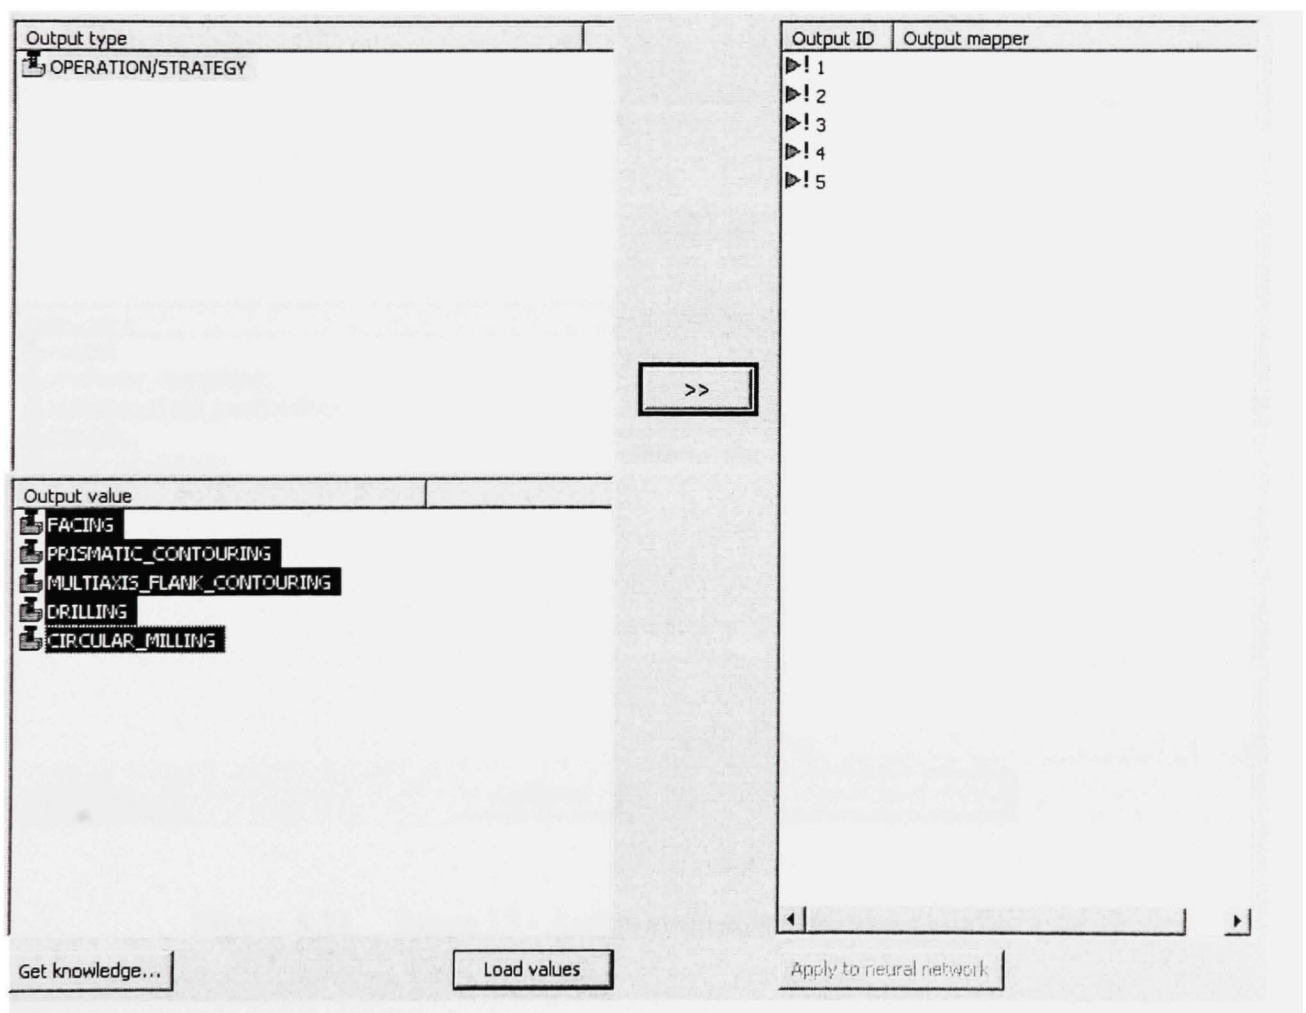 Output type
OPERATION/STRATEGY
Output value
FACING
PRISMATIC_CONTOURING
MULTIAXIS_FLANK_CONTOURING
DRILLING
CIRCULAR_MILLING
Get knowledge...
Load values
>>
Output ID Output mapper
! 1
! 2
! 3
! 4
! 5
Apply to neural network